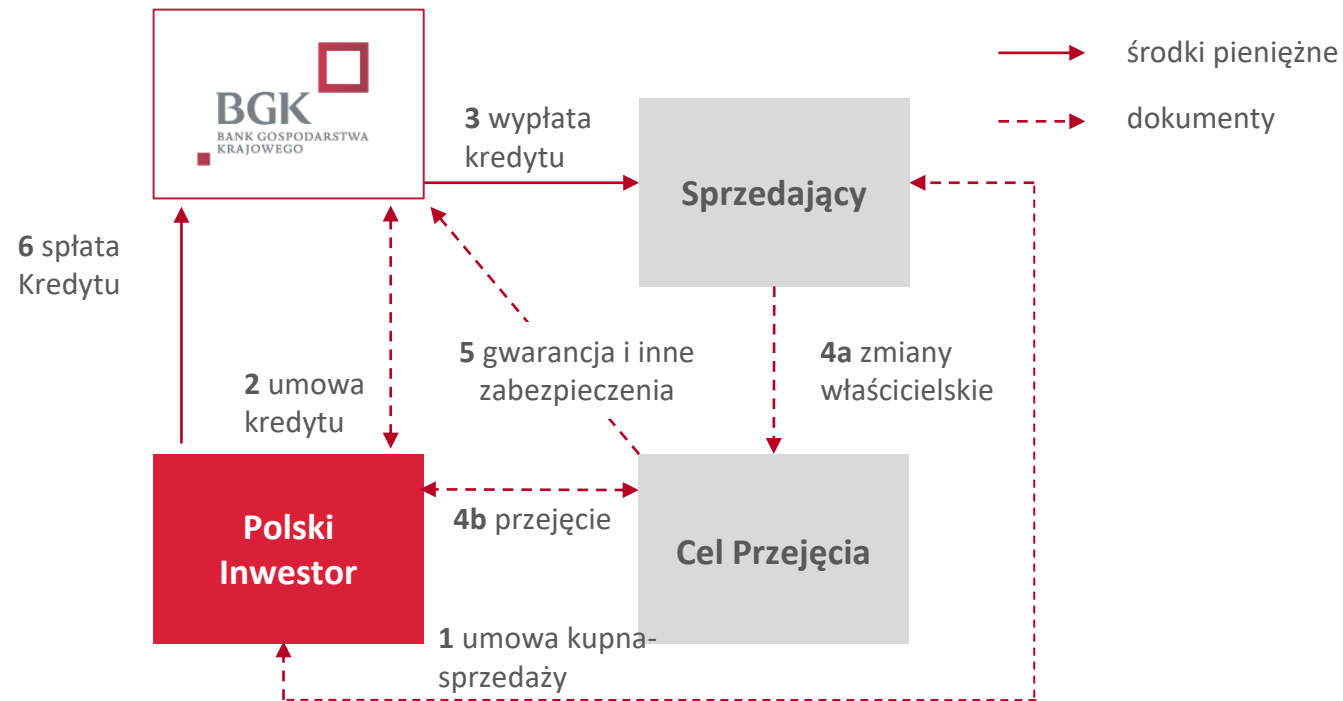 BGK
BANK GOSPODARSTWA
KRAJOWEGO
środki pieniężne
dokumenty
3 wypłata
kredytu
Sprzedający
6 spłata
Kredytu
2 umowa
kredytu
5 gwarancja i inne
zabezpieczenia
4a zmiany
właścicielskie
4b przejęcie
Polski
Inwestor
Cel Przejęcia
1 umowa kupna-
sprzedaży